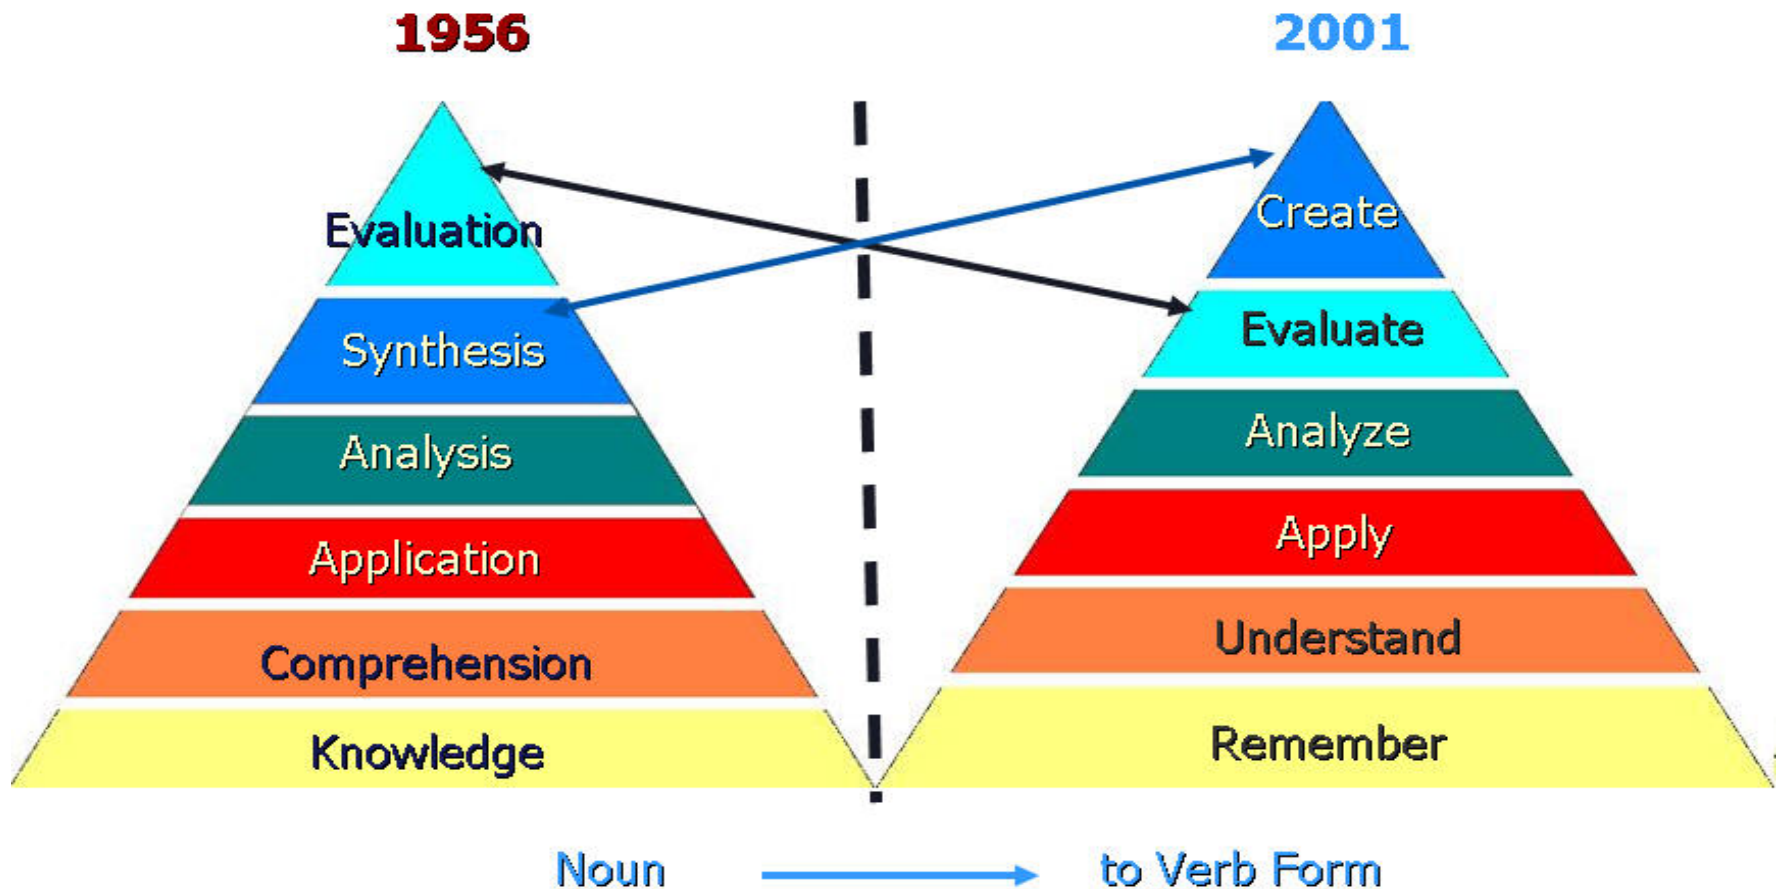 1956
2001
Evaluation
Synthesis
Analysis
Application
Comprehension
Knowledge
Create
Evaluate
Analyze
Apply
Understand
Remember
Noun to Verb Form